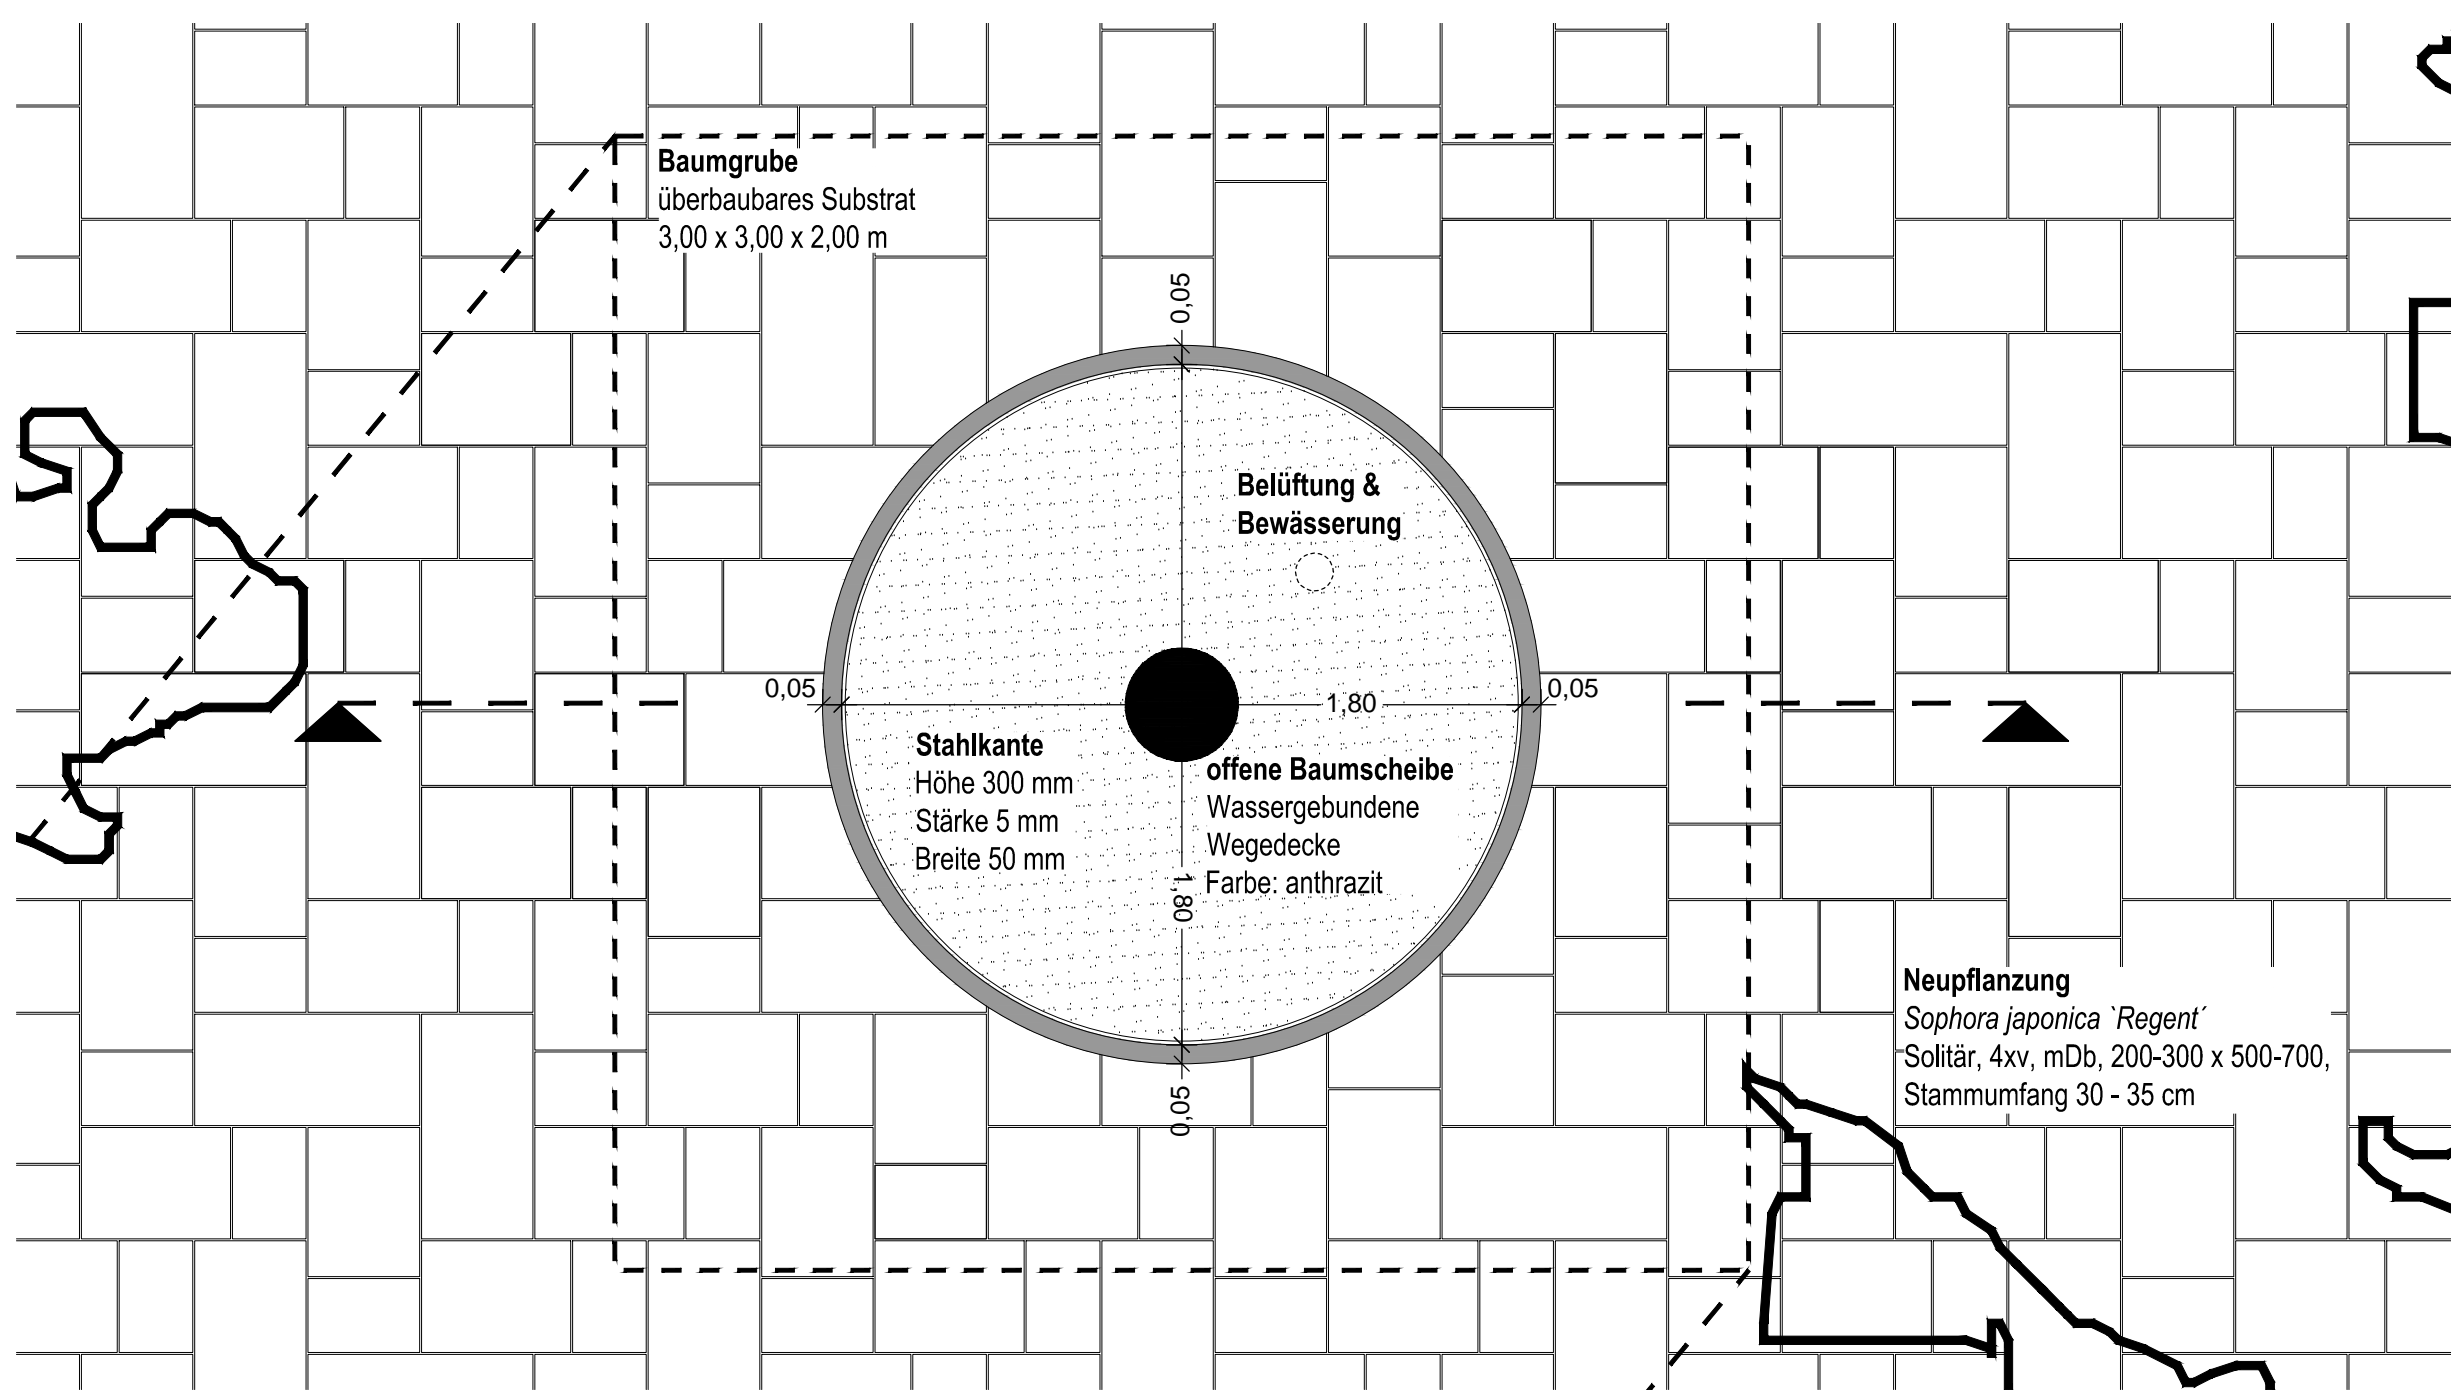 Baumgrube
überbaubares Substrat
3,00 x 3,00 x 2,00 m
0,05
Belüftung &
Bewässerung
0,05
1,80
0,05
Stahlkante
Höhe 300 mm
Stärke 5 mm
Breite 50 mm
offene Baumscheibe
Wassergebundene
Wegedecke
Farbe: anthrazit
1,80
0,05
Neupflanzung
Sophora japonica `Regent´
Solitär, 4xv, mDb, 200-300 x 500-700,
Stammumfang 30 - 35 cm